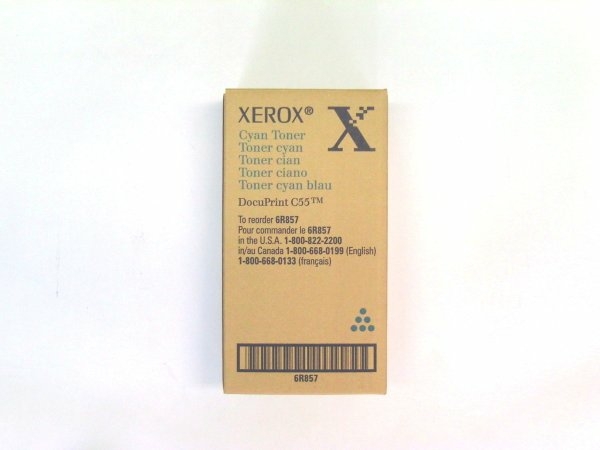 XEROX®
X
Cyan Toner
Toner cyan
Toner cian
Toner ciano
Toner cyan blau
DocuPrint C55™
To reorder 6R857
Pour commander le 6R857
in the U.S.A. 1-800-822-2200
in/au Canada 1-800-668-0199 (English)
1-800-668-0133 (français)
6R857